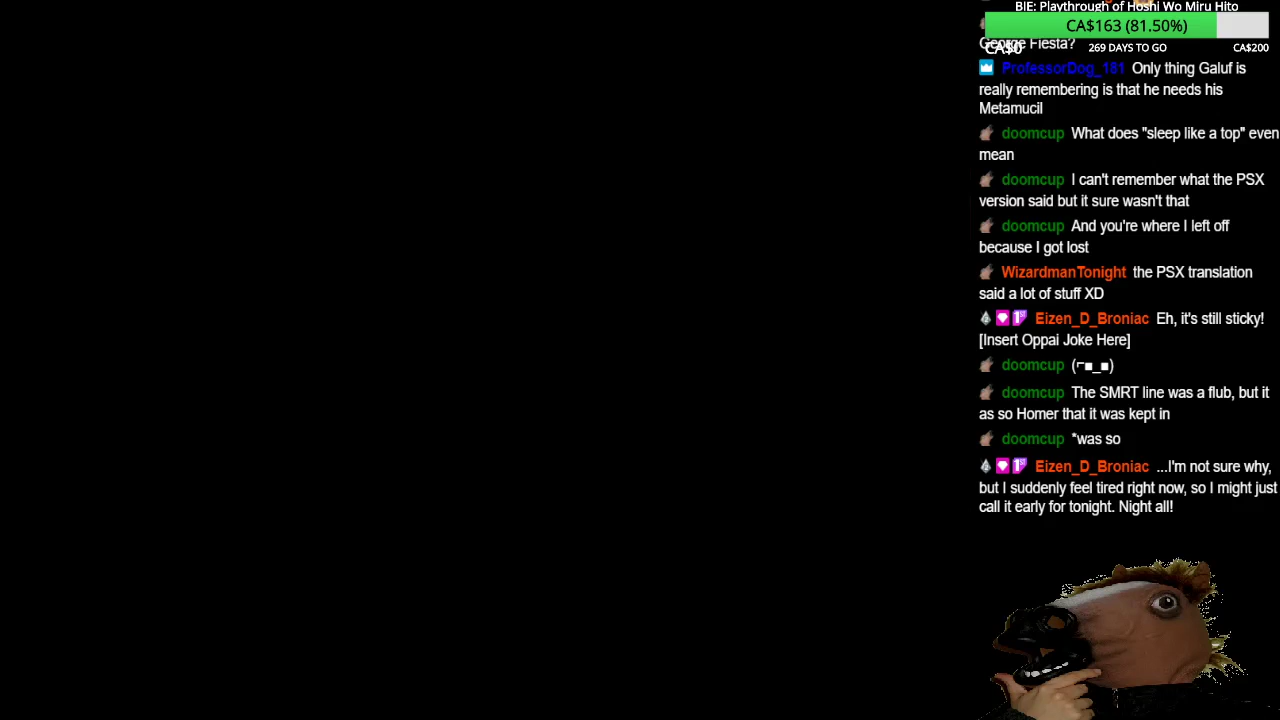 BIE: Playthrough of Hoshi Wo Miru Hito
CA$163 (81.50%)
CA$0 269 DAYS TO GO CA$200
George Fiesta?
ProfessorDog_181 Only thing Galuf is
really remembering is that he needs his
Metamucil
doomcup What does "sleep like a top" even
mean
doomcup I can't remember what the PSX
version said but it sure wasn't that
doomcup And you're where I left off
because I got lost
WizardmanTonight the PSX translation
said a lot of stuff XD
Eizen_D_Broniac Eh, it's still sticky!
[Insert Oppai Joke Here]
doomcup (⌐■_■)
doomcup The SMRT line was a flub, but it
as so Homer that it was kept in
doomcup *was so
Eizen_D_Broniac ...I'm not sure why,
but I suddenly feel tired right now, so I might just
call it early for tonight. Night all!